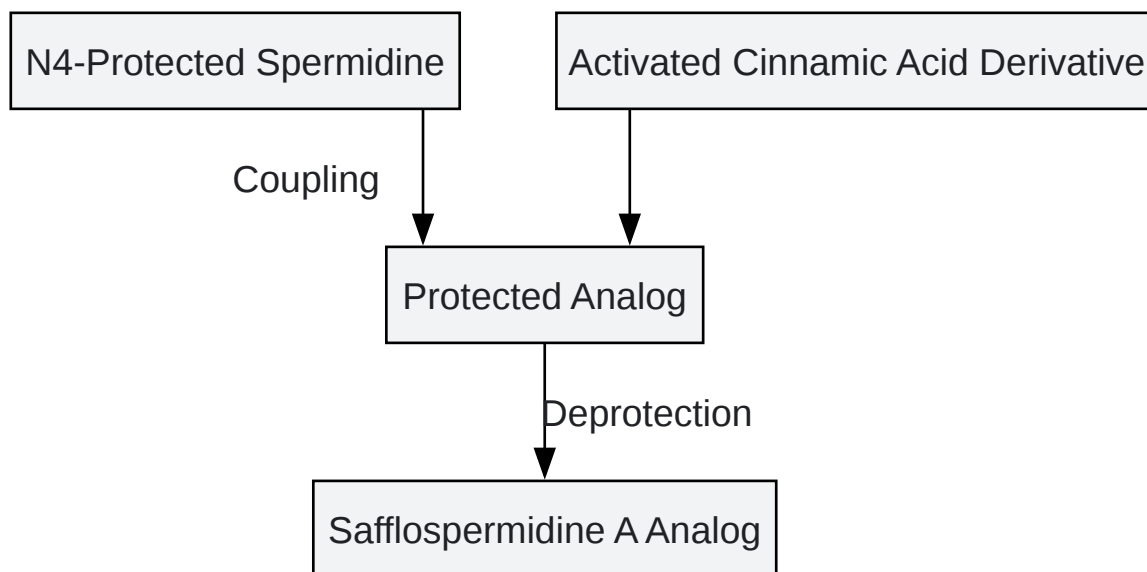 N4-Protected Spermidine
Activated Cinnamic Acid Derivative
Coupling
Protected Analog
Deprotection
Safflospermidine A Analog